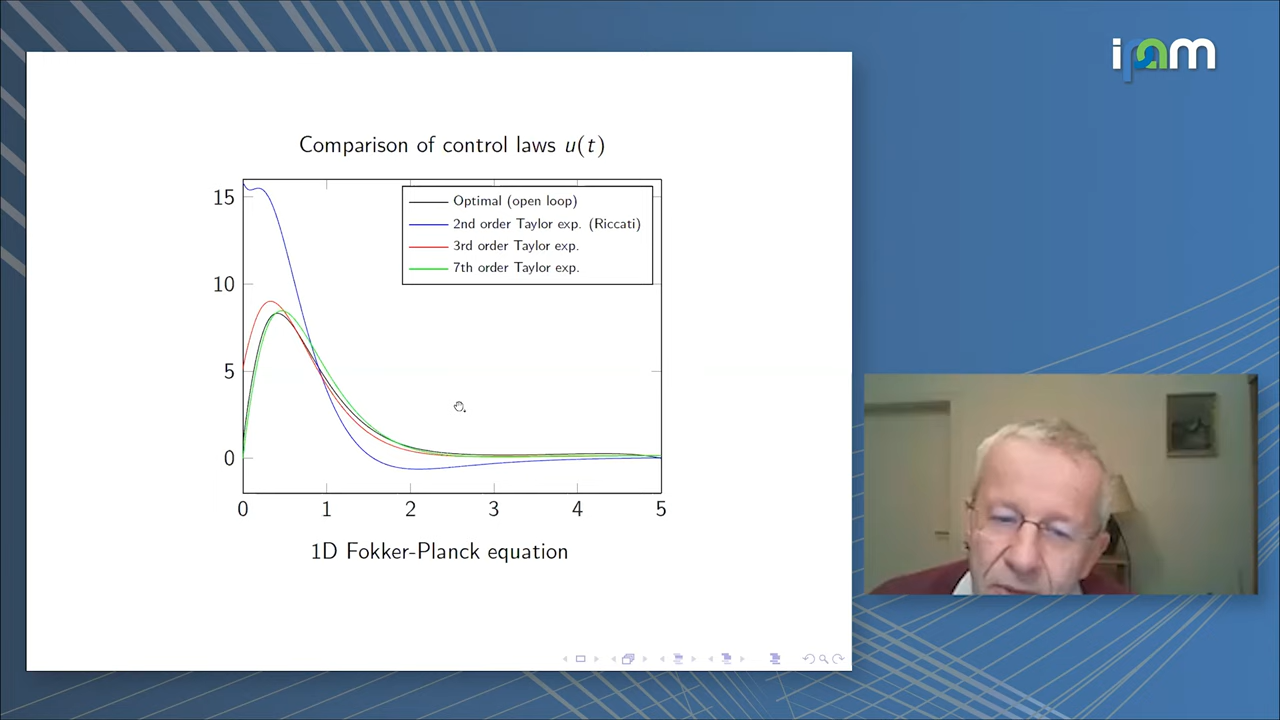 ipam
Comparison of control laws u(t)
Optimal (open loop)
2nd order Taylor exp. (Riccati)
3rd order Taylor exp.
7th order Taylor exp.
15
10
5
0
0 1 2 3 4 5
1D Fokker-Planck equation